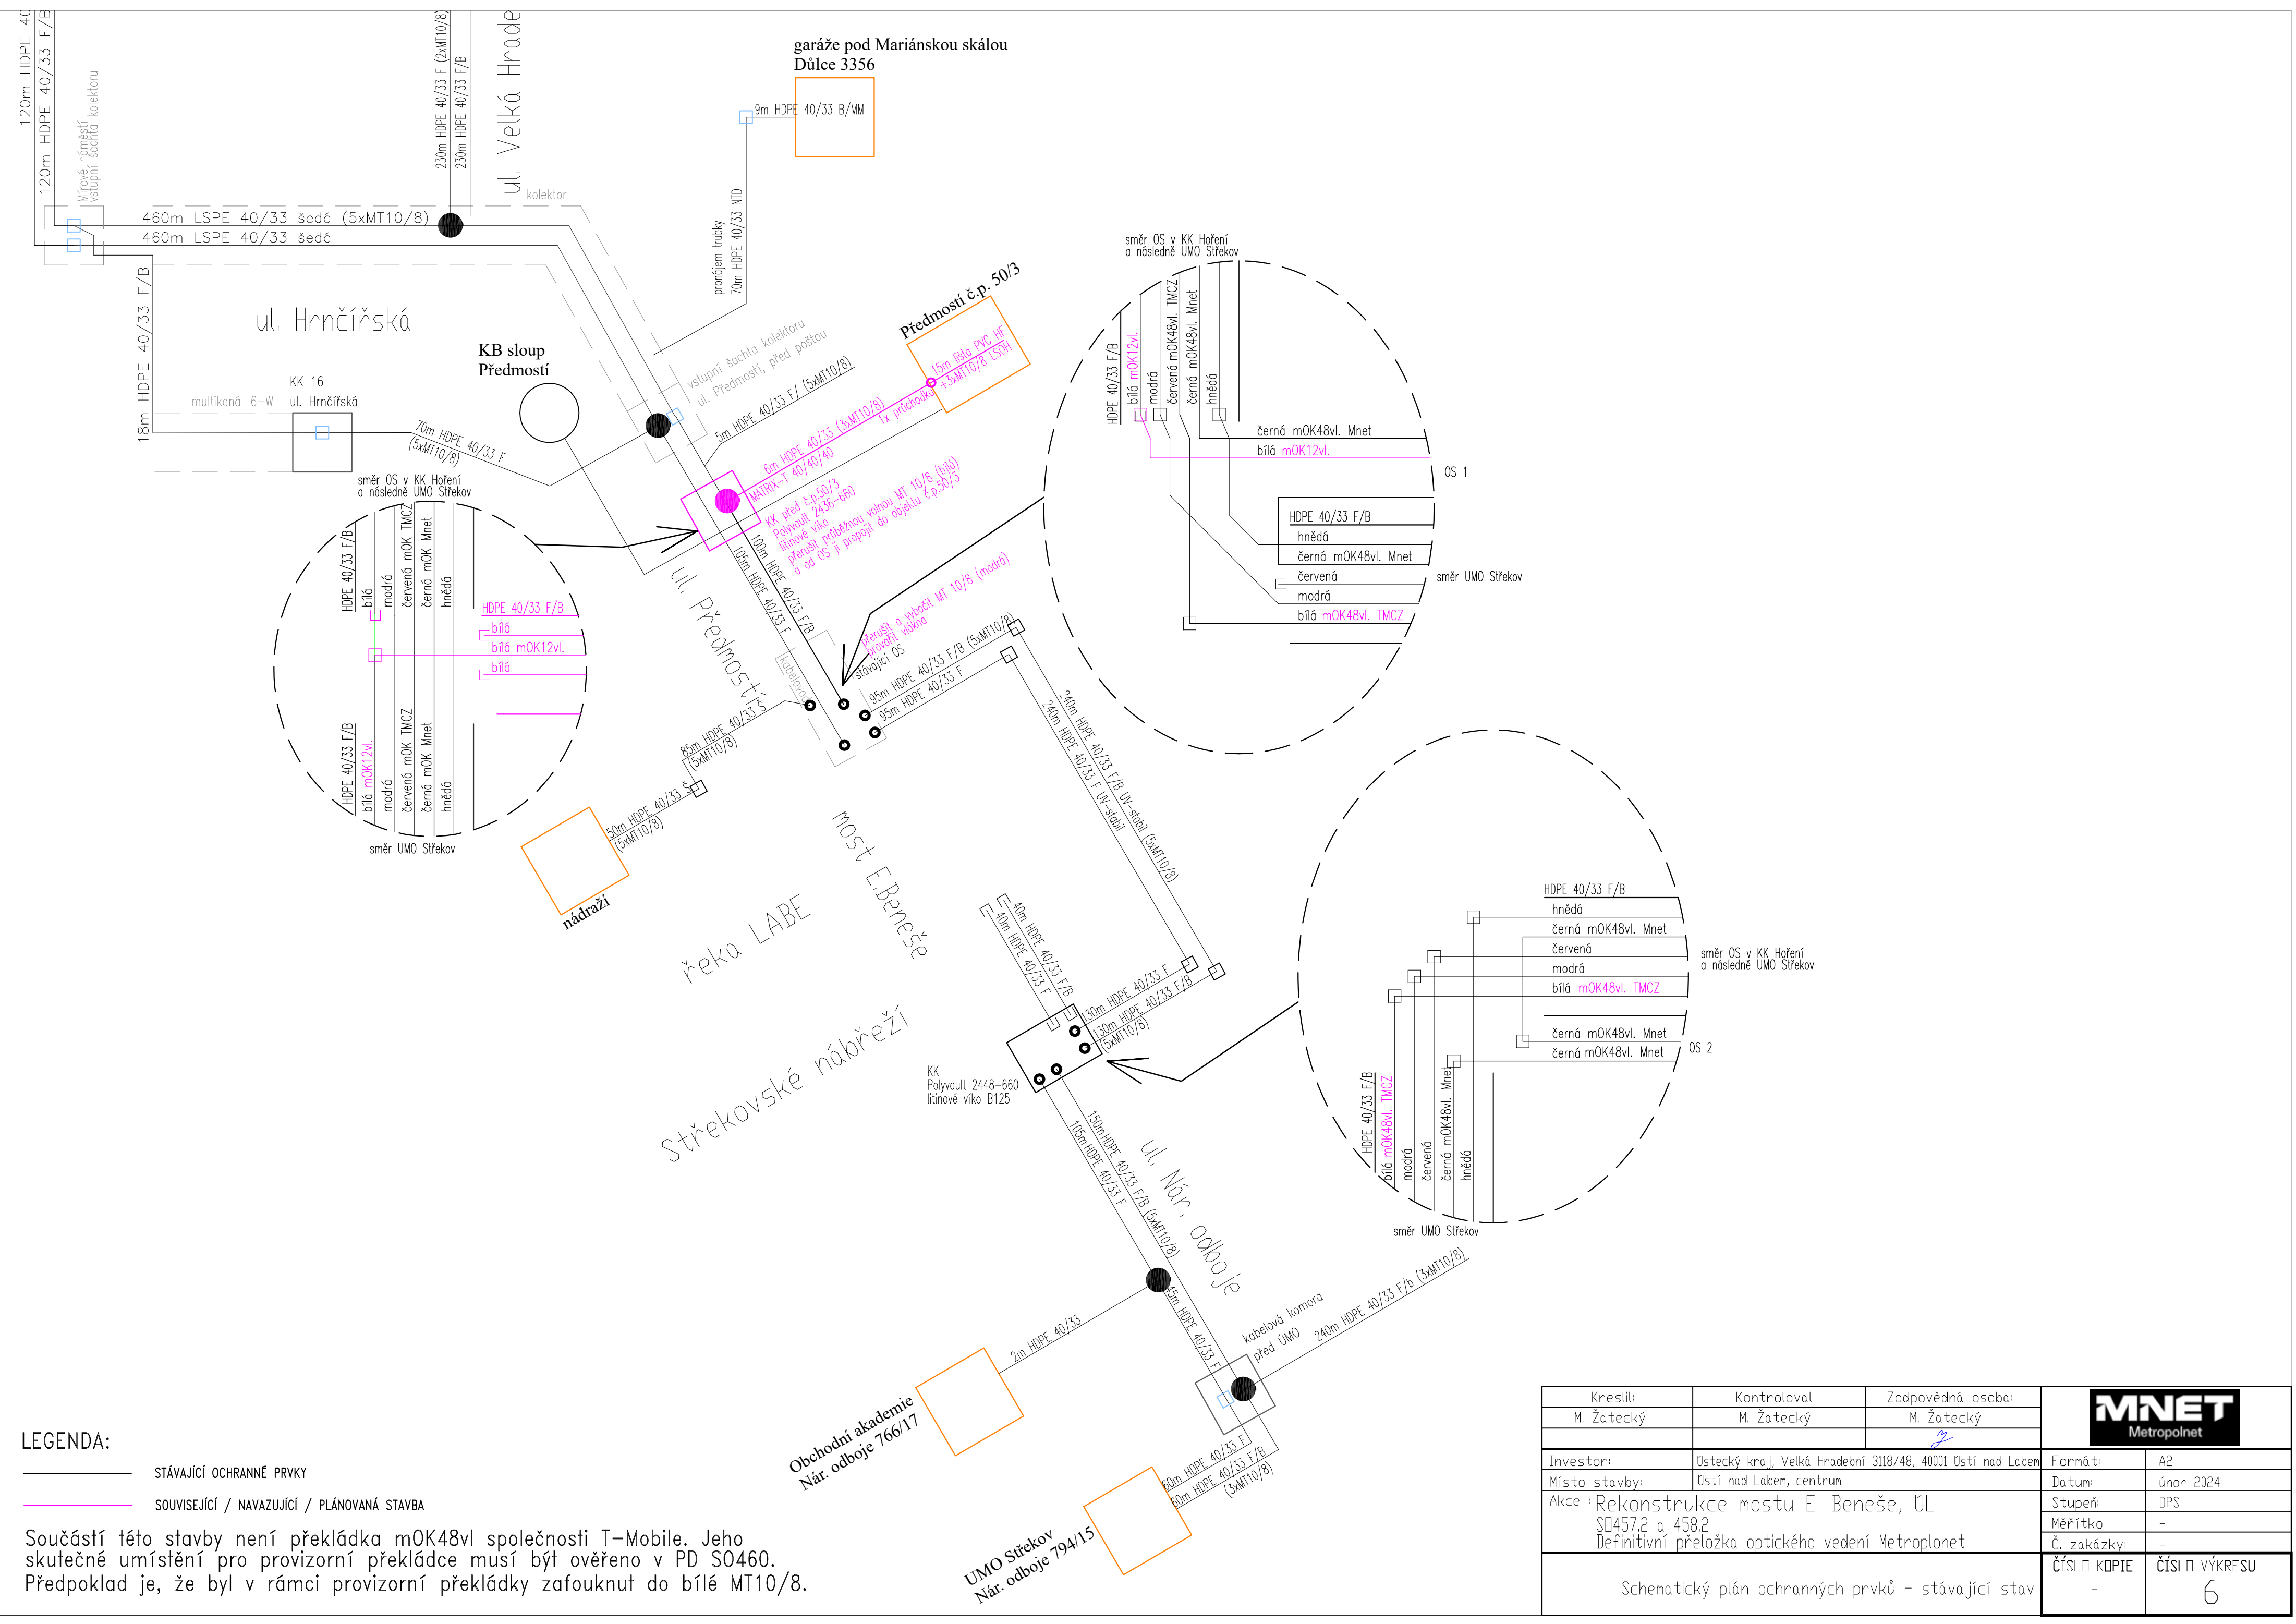 120m HDPE 40
120m HDPE 40/33 F/B
Mírové náměstí
vstupní šachta kolektoru
230m HDPE 40/33 F (2xMT10/8)
230m HDPE 40/33 F/B
ul. Velká Hrade
kolektor
460m LSPE 40/33 šedá (5xMT10/8)
460m LSPE 40/33 šedá
18m HDPE 40/33 F/B
ul. Hrnčířská
garáže pod Mariánskou skálou
Důlce 3356
9m HDPE 40/33 B/MM
pronájem trubky
70m HDPE 40/33 NTD
KB sloup
Předmostí
KK 16
ul. Hrnčířská
multikanál 6-W
70m HDPE 40/33 F
(5xMT10/8)
vstupní šachta kolektoru
ul. Předmostí, před poštou
5m HDPE 40/33 F/ (5xMT10/8)
Předmostí č.p. 50/3
15m lišta PVC HF
+3xMT10/8 LSOH
6m HDPE 40/33 (3xMT10/8)
MATRIX-T 40/40/40
1x průchodka
KK před č.p.50/3
Polyvault 2436-660
litinové víko
přerušit průběžnou volnou MT 10/8 (bílá)
a od OS ji propojit do objektu č.p.50/3
100m HDPE 40/33 F/B
105m HDPE 40/33 F
ul. Předmostí
přerušit a vybočit MT 10/8 (modrá)
provařit vlákna
stávající OS
kabelovod
95m HDPE 40/33 F/B (5xMT10/8)
95m HDPE 40/33 F
85m HDPE 40/33 Š
(5xMT10/8)
50m HDPE 40/33 Š
(5xMT10/8)
nádraží
240m HDPE 40/33 F/B UV-stabil (5xMT10/8)
240m HDPE 40/33 F UV-stabil
most E.Beneše
řeka LABE
Střekovské nábřeží
směr OS v KK Hoření
a následně UMO Střekov
HDPE 40/33 F/B
bílá
modrá
červená mOK TMCZ
černá mOK Mnet
hnědá
HDPE 40/33 F/B
bílá
bílá mOK12vl.
bílá
HDPE 40/33 F/B
bílá mOK12vl.
modrá
červená mOK TMCZ
černá mOK Mnet
hnědá
směr UMO Střekov
směr OS v KK Hoření
a následně UMO Střekov
HDPE 40/33 F/B
bílá mOK12vl.
modrá
červená mOK48vl. TMCZ
černá mOK48vl. Mnet
hnědá
černá mOK48vl. Mnet
bílá mOK12vl.
OS 1
HDPE 40/33 F/B
hnědá
černá mOK48vl. Mnet
červená
modrá
bílá mOK48vl. TMCZ
směr UMO Střekov
40m HDPE 40/33 F/B
40m HDPE 40/33 F
130m HDPE 40/33 F
130m HDPE 40/33 F/B
(5xMT10/8)
KK
Polyvault 2448-660
litinové víko B125
HDPE 40/33 F/B
hnědá
černá mOK48vl. Mnet
červená
modrá
bílá mOK48vl. TMCZ
směr OS v KK Hoření
a následně UMO Střekov
černá mOK48vl. Mnet
černá mOK48vl. Mnet
OS 2
HDPE 40/33 F/B
bílá mOK48vl. TMCZ
modrá
červená
černá mOK48vl. Mnet
hnědá
směr UMO Střekov
150m HDPE 40/33 F/B (5xMT10/8)
105m HDPE 40/33 F
ul. Nár. odboje
45m HDPE 40/33 F
2m HDPE 40/33
kabelová komora
před ÚMO
240m HDPE 40/33 F/b (3xMT10/8)
Obchodní akademie
Nár. odboje 766/17
60m HDPE 40/33 F
60m HDPE 40/33 F/B
(3xMT10/8)
UMO Střekov
Nár. odboje 794/15
LEGENDA:
STÁVAJÍCÍ OCHRANNÉ PRVKY
SOUVISEJÍCÍ / NAVAZUJÍCÍ / PLÁNOVANÁ STAVBA
Součástí této stavby není překládka mOK48vl společnosti T-Mobile. Jeho
skutečné umístění pro provizorní překládce musí být ověřeno v PD SO460.
Předpoklad je, že byl v rámci provizorní překládky zafouknut do bílé MT10/8.
Kreslil: Kontroloval: Zodpovědná osoba:
M. Žatecký M. Žatecký M. Žatecký
MNET
Metropolnet
Investor: Ústecký kraj, Velká Hradební 3118/48, 40001 Ústí nad Labem
Formát: A2
Místo stavby: Ústí nad Labem, centrum
Datum: únor 2024
Akce : Rekonstrukce mostu E. Beneše, ÚL
SO457.2 a 458.2
Definitivní přeložka optického vedení Metroplonet
Stupeň: DPS
Měřítko -
Č. zakázky: -
Schematický plán ochranných prvků - stávající stav
ČÍSLO KOPIE
-
ČÍSLO VÝKRESU
6